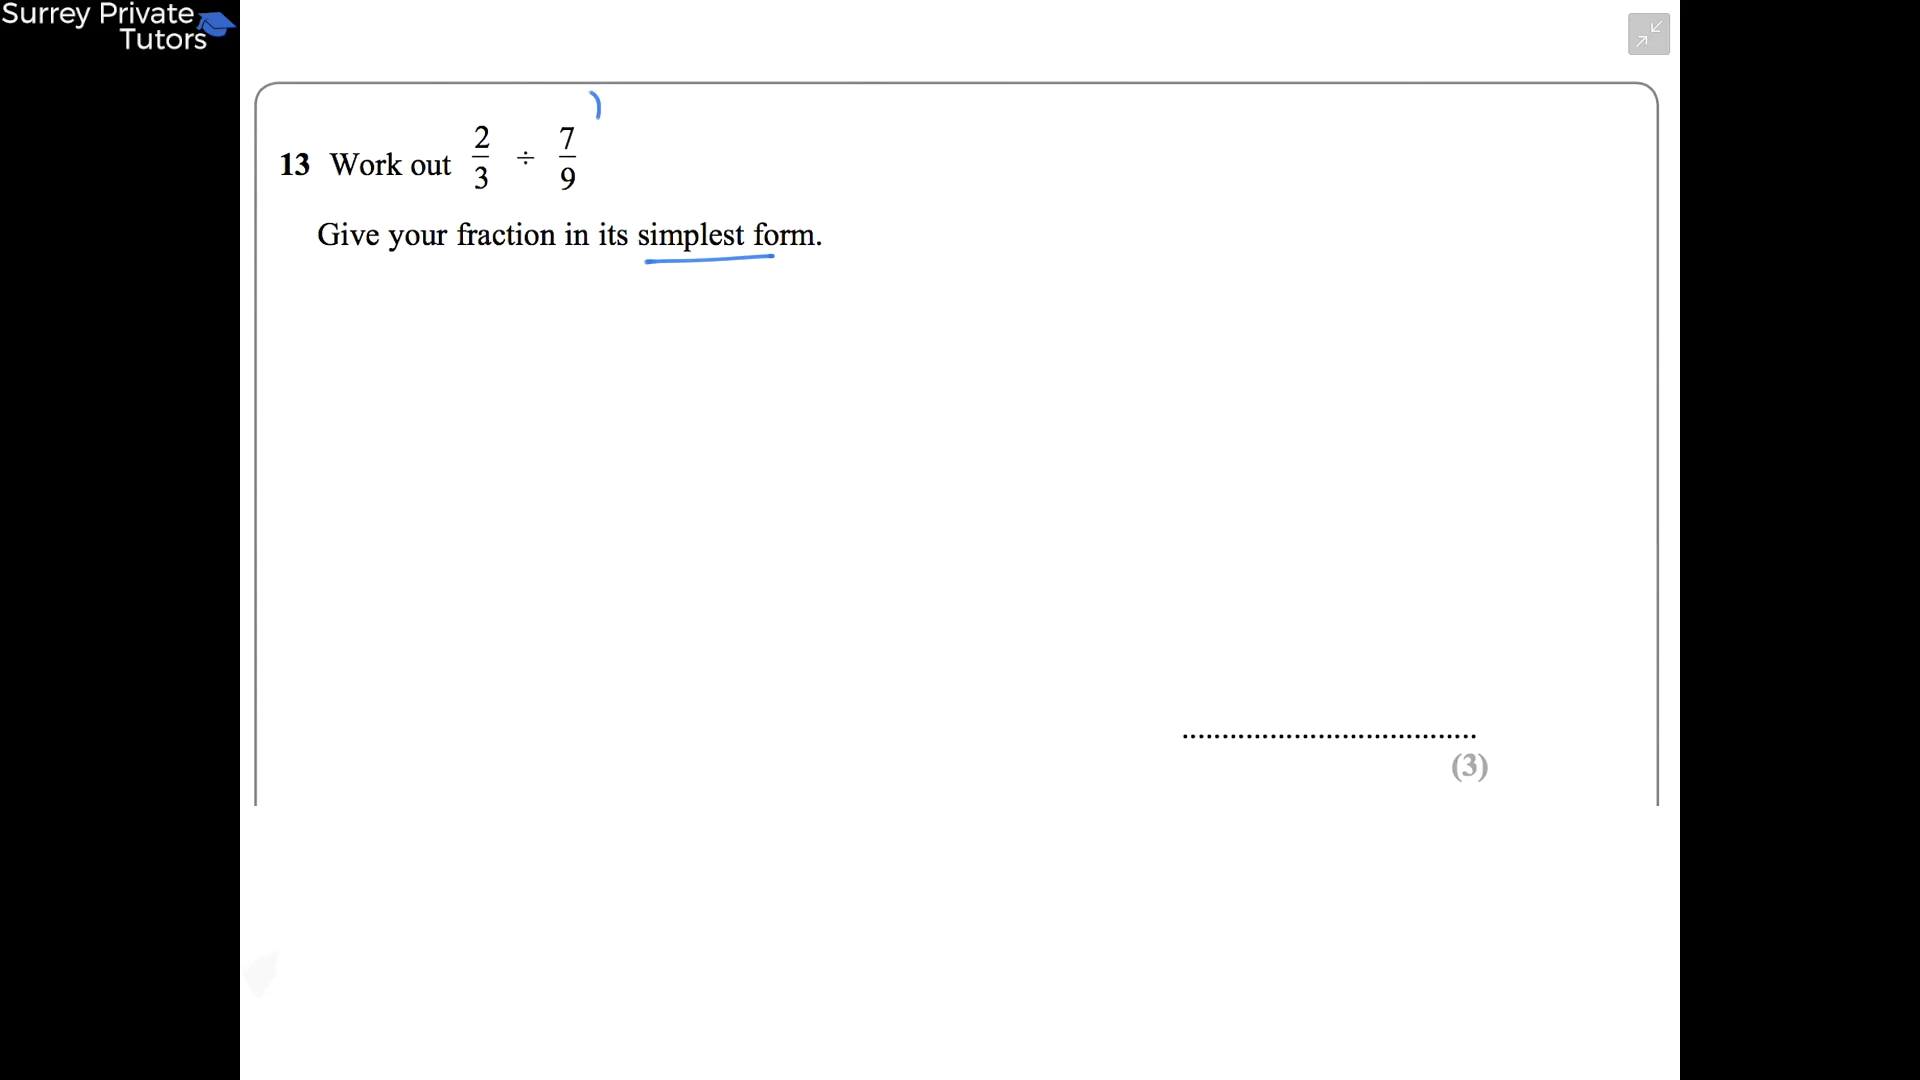 Surrey Private
Tutors
13 Work out 2/3 ÷ 7/9
Give your fraction in its simplest form.
....................................
(3)